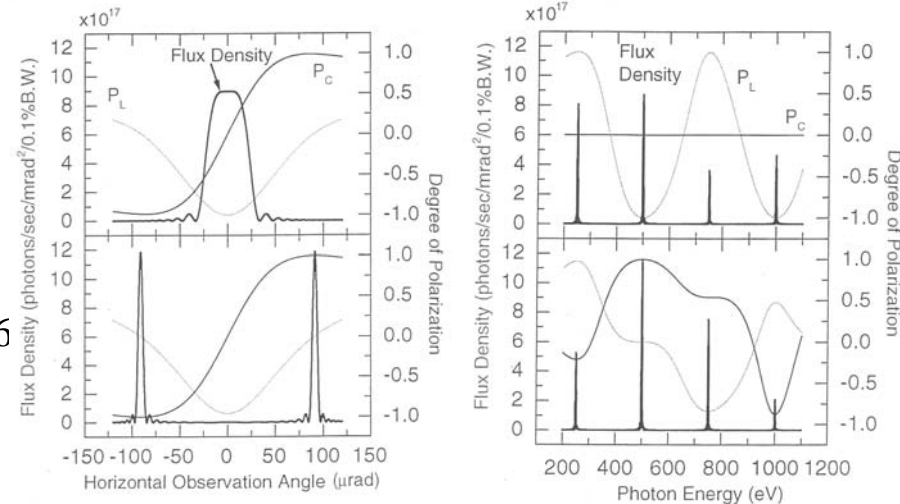 x10^17
12
10
8
6
4
2
0
Flux Density
P_L
P_C
1.0
0.5
0.0
-0.5
-1.0
12
10
8
6
4
2
0
1.0
0.5
0.0
-0.5
-1.0
-150 -100 -50 0 50 100 150
Horizontal Observation Angle (μrad)
Flux Density (photons/sec/mrad²/0.1%B.W.)
Degree of Polarization
x10^17
12
10
8
6
4
2
0
Flux
Density
P_L
P_C
1.0
0.5
0.0
-0.5
-1.0
12
10
8
6
4
2
0
1.0
0.5
0.0
-0.5
-1.0
200 400 600 800 1000 1200
Photon Energy (eV)
Flux Density (photons/sec/mrad²/0.1%B.W.)
Degree of Polarization